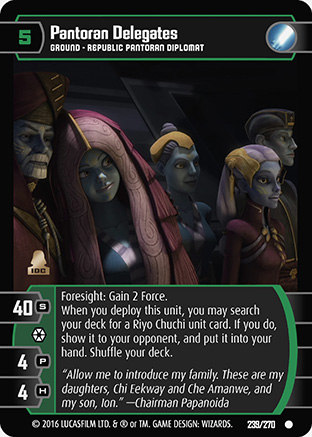 5
Pantoran Delegates
GROUND - REPUBLIC PANTORAN DIPLOMAT
IDC
40 S
4 P
4 H
Foresight: Gain 2 Force.
When you deploy this unit, you may search
your deck for a Riyo Chuchi unit card. If you do,
show it to your opponent, and put it into your
hand. Shuffle your deck.
"Allow me to introduce my family. These are my
daughters, Chi Eekway and Che Amanwe, and
my son, Ion." —Chairman Papanoida
© 2016 LUCASFILM LTD. & ® or TM. GAME DESIGN: WIZARDS.
239/270